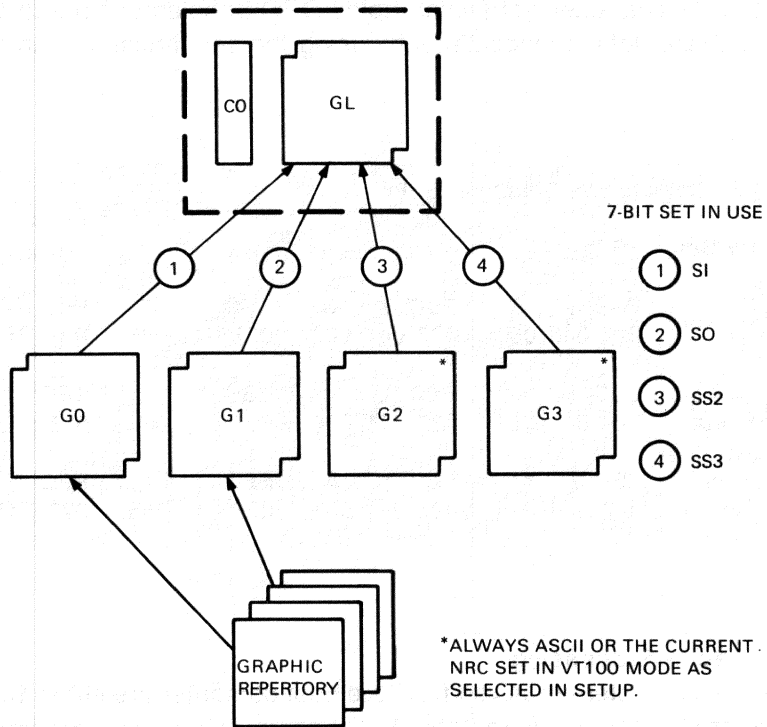 C0
GL
7-BIT SET IN USE
1
2
3
4
1 SI
2 SO
3 SS2
4 SS3
G0
G1
G2
*
G3
*
GRAPHIC
REPERTORY
*ALWAYS ASCII OR THE CURRENT
NRC SET IN VT100 MODE AS
SELECTED IN SETUP.